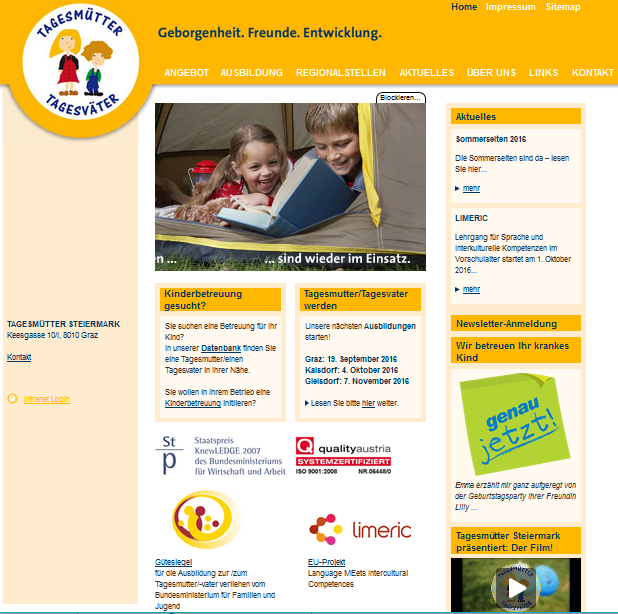 Home Impressum Sitemap
TAGESMÜTTER
TAGESVÄTER
Geborgenheit. Freunde. Entwicklung.
ANGEBOT AUSBILDUNG REGIONALSTELLEN AKTUELLES ÜBER UNS LINKS KONTAKT
TAGESMÜTTER STEIERMARK
Keesgasse 10/I, 8010 Graz
Kontakt
Intranet Login
Blockieren...
n ... ... sind wieder im Einsatz.
Kinderbetreuung
gesucht?
Sie suchen eine Betreuung für Ihr
Kind?
In unserer Datenbank finden Sie
eine Tagesmutter/einen
Tagesvater in Ihrer Nähe.
Sie wollen in Ihrem Betrieb eine
Kinderbetreuung initiieren?
Tagesmutter/Tagesvater
werden
Unsere nächsten Ausbildungen
starten!
Graz: 19. September 2016
Kalsdorf: 4. Oktober 2016
Gleisdorf: 7. November 2016
Lesen Sie bitte hier weiter.
St
p
Staatspreis
KnewLEDGE 2007
des Bundesministeriums
für Wirtschaft und Arbeit
qualityaustria
SYSTEMZERTIFIZIERT
ISO 9001:2008 NR.06448/0
Gütesiegel
für die Ausbildung zur /zum
Tagesmutter/-vater verliehen vom
Bundesministerium für Familien und
Jugend
limeric
EU-Projekt
Language MEets inteRcultural
Competences
Aktuelles
Sommerseiten 2016
Die Sommerseiten sind da – lesen
Sie hier...
mehr
LIMERIC
Lehrgang für Sprache und
interkulturelle Kompetenzen im
Vorschulalter startet am 1. Oktober
2016...
mehr
Newsletter-Anmeldung
Wir betreuen Ihr krankes
Kind
genau
jetzt!
Emma erzählt mir ganz aufgeregt von
der Geburtstagsparty ihrer Freundin
Lilly ...
Tagesmütter Steiermark
präsentiert: Der Film!
TAGESMÜTTER
TAGESVÄTER